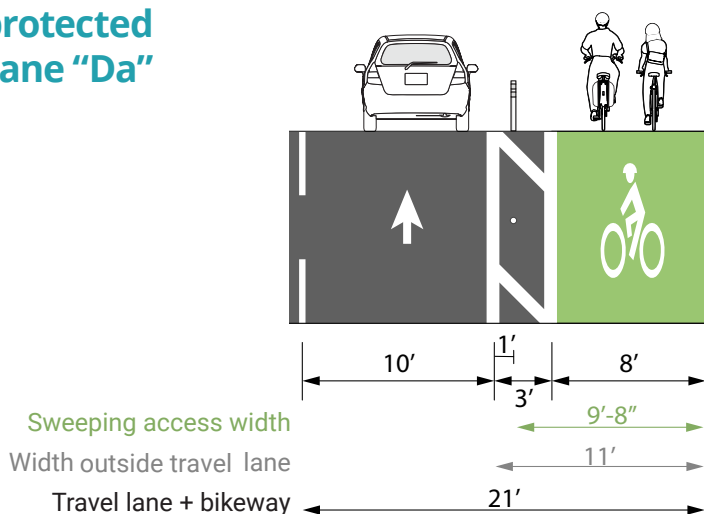 rotected
ane “Da”
1’
10’
8’
3’
Sweeping access width
9’-8”
Width outside travel lane
11’
Travel lane + bikeway
21’